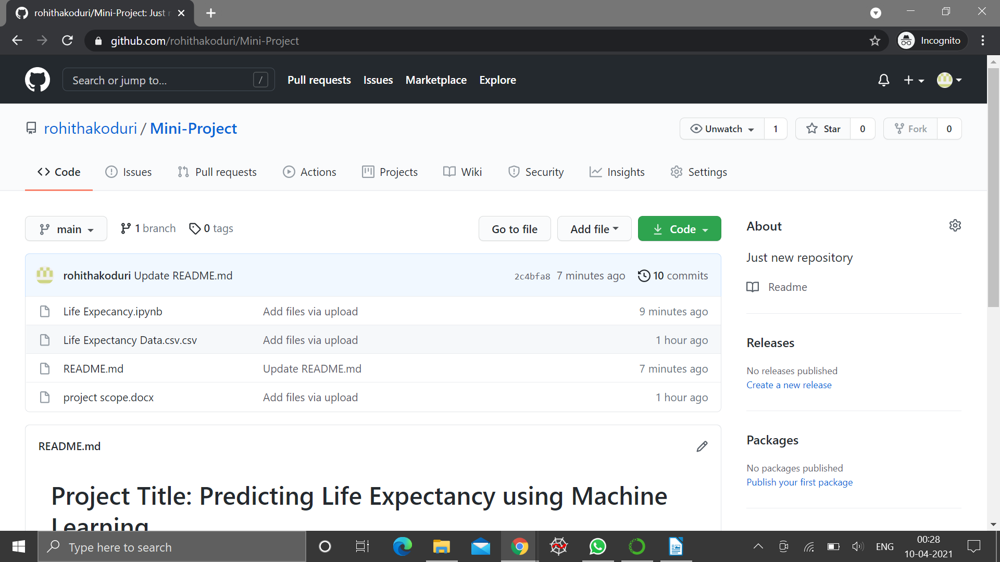 rohithakoduri/Mini-Project: Just
github.com/rohithakoduri/Mini-Project
Incognito
Search or jump to...
/
Pull requests
Issues
Marketplace
Explore
rohithakoduri / Mini-Project
Unwatch
1
Star
0
Fork
0
Code
Issues
Pull requests
Actions
Projects
Wiki
Security
Insights
Settings
main
1 branch
0 tags
Go to file
Add file
Code
rohithakoduri Update README.md
2c4bfa8
7 minutes ago
10 commits
Life Expecancy.ipynb
Add files via upload
9 minutes ago
Life Expectancy Data.csv.csv
Add files via upload
1 hour ago
README.md
Update README.md
7 minutes ago
project scope.docx
Add files via upload
1 hour ago
README.md
Project Title: Predicting Life Expectancy using Machine
Learning
About
Just new repository
Readme
Releases
No releases published
Create a new release
Packages
No packages published
Publish your first package
Type here to search
ENG
00:28
10-04-2021